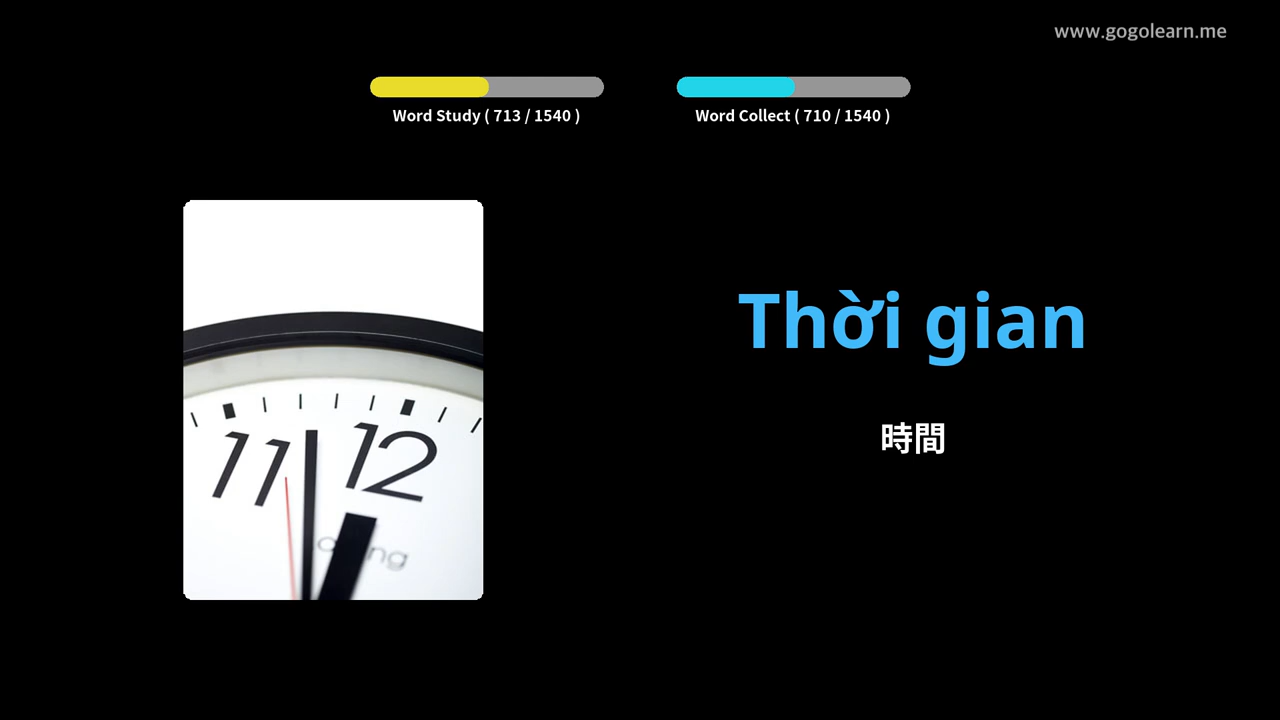 www.gogolearn.me
Word Study ( 713 / 1540 )
Word Collect ( 710 / 1540 )
Thời gian
時間
11
12